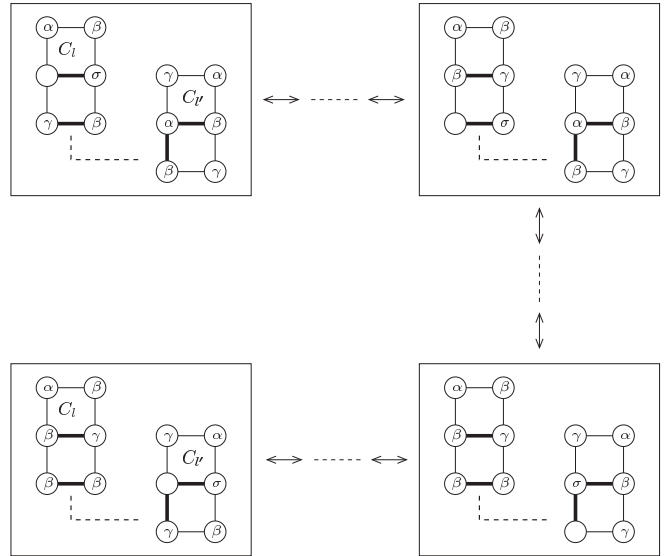 α β α β
C_l
σ γ α β γ γ α
C_l'
γ β α β σ α β
β γ β γ
α β α β
C_l
β γ γ α β γ γ α
C_l'
β β σ β β σ
γ β γ